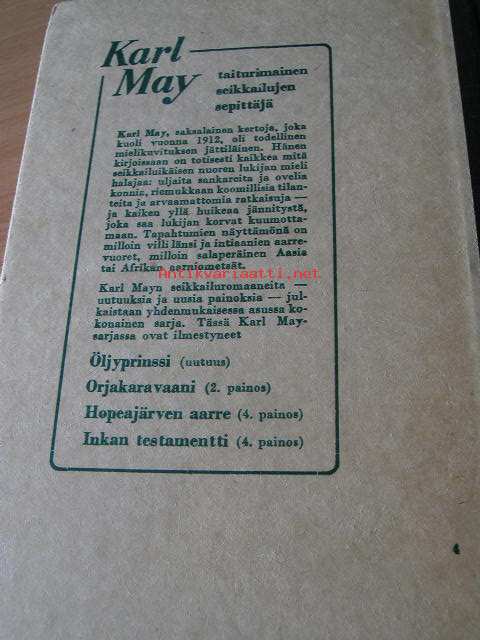 Karl
May
taiturimainen
seikkailujen
sepittäjä
Karl May, saksalainen kertoja, joka
kuoli vuonna 1912, oli todellinen
mielikuvituksen jättiläinen. Hänen
kirjoissaan on totisesti kaikkea mitä
seikkailuikäisen nuoren lukijan mieli
halajaa: uljaita sankareita ja ovelia
konnia, riemukkaan koomillisia tilan-
teita ja arvaamattomia ratkaisuja —
ja kaiken yllä huikeaa jännitystä,
joka saa lukijan korvat kuumotta-
maan. Tapahtumien näyttämönä on
milloin villi länsi ja intiaanien aarre-
vuoret, milloin salaperäinen Aasia
tai Afrikan aarniometsät.
Antikvariaatti.net
Karl Mayn seikkailuromaaneita —
uutuuksia ja uusia painoksia — jul-
kaistaan yhdenmukaisessa asussa ko-
konainen sarja. Tässä Karl May-
sarjassa ovat ilmestyneet
Öljyprinssi (uutuus)
Orjakaravaani (2. painos)
Hopeajärven aarre (4. painos)
Inkan testamentti (4. painos)
4